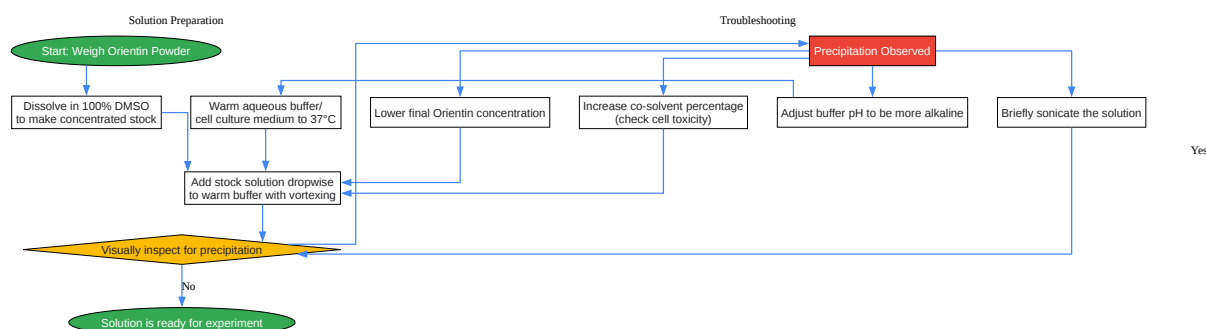 Solution Preparation
Troubleshooting
Start: Weigh Orientin Powder
Precipitation Observed
Dissolve in 100% DMSO
to make concentrated stock
Warm aqueous buffer/
cell culture medium to 37°C
Lower final Orientin concentration
Increase co-solvent percentage
(check cell toxicity)
Adjust buffer pH to be more alkaline
Briefly sonicate the solution
Yes
Add stock solution dropwise
to warm buffer with vortexing
Visually inspect for precipitation
No
Solution is ready for experiment